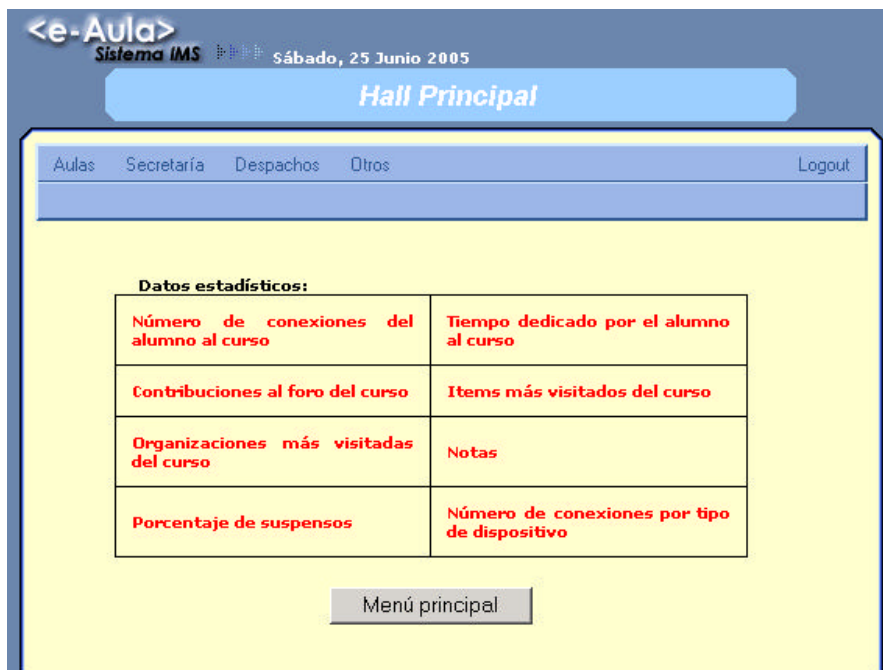 <e-Aula>
Sistema IMS
Sábado, 25 Junio 2005
Hall Principal
Aulas Secretaría Despachos Otros Logout
Datos estadísticos:
Número de conexiones del
alumno al curso
Tiempo dedicado por el alumno
al curso
Contribuciones al foro del curso
Items más visitados del curso
Organizaciones más visitadas
del curso
Notas
Porcentaje de suspensos
Número de conexiones por tipo
de dispositivo
Menú principal